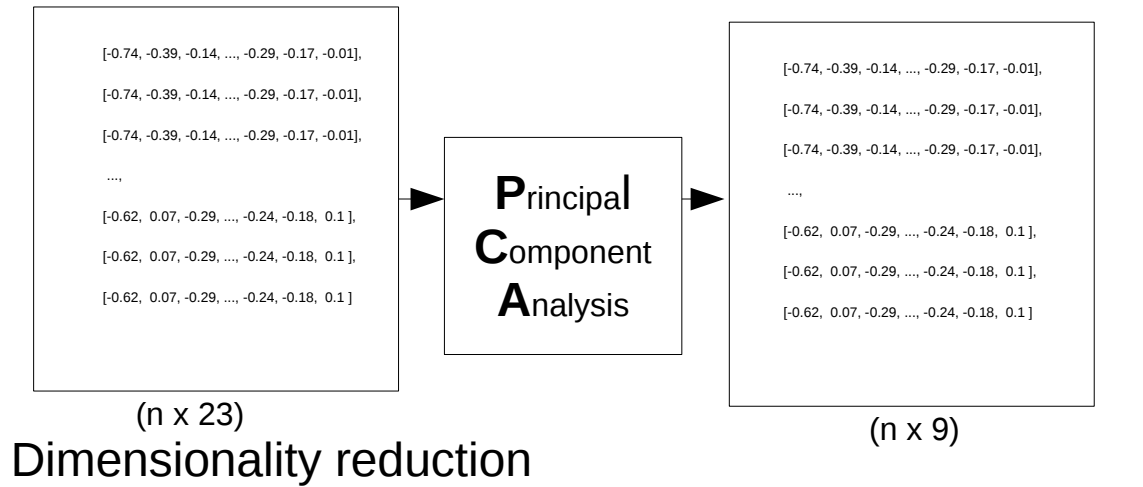 [-0.74, -0.39, -0.14, ..., -0.29, -0.17, -0.01],
[-0.74, -0.39, -0.14, ..., -0.29, -0.17, -0.01],
[-0.74, -0.39, -0.14, ..., -0.29, -0.17, -0.01],
...,
[-0.62, 0.07, -0.29, ..., -0.24, -0.18, 0.1 ],
[-0.62, 0.07, -0.29, ..., -0.24, -0.18, 0.1 ],
[-0.62, 0.07, -0.29, ..., -0.24, -0.18, 0.1 ]
(n x 23)
Principal
Component
Analysis
[-0.74, -0.39, -0.14, ..., -0.29, -0.17, -0.01],
[-0.74, -0.39, -0.14, ..., -0.29, -0.17, -0.01],
[-0.74, -0.39, -0.14, ..., -0.29, -0.17, -0.01],
...,
[-0.62, 0.07, -0.29, ..., -0.24, -0.18, 0.1 ],
[-0.62, 0.07, -0.29, ..., -0.24, -0.18, 0.1 ],
[-0.62, 0.07, -0.29, ..., -0.24, -0.18, 0.1 ]
(n x 9)
Dimensionality reduction